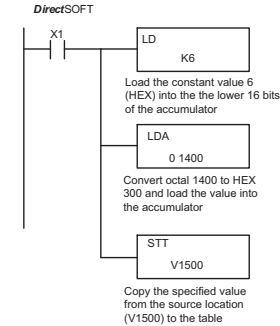 DirectSOFT
X1
LD
K6
Load the constant value 6
(HEX) into the the lower 16 bits
of the accumulator
LDA
0 1400
Convert octal 1400 to HEX
300 and load the value into
the accumulator
STT
V1500
Copy the specified value
from the source location
(V1500) to the table